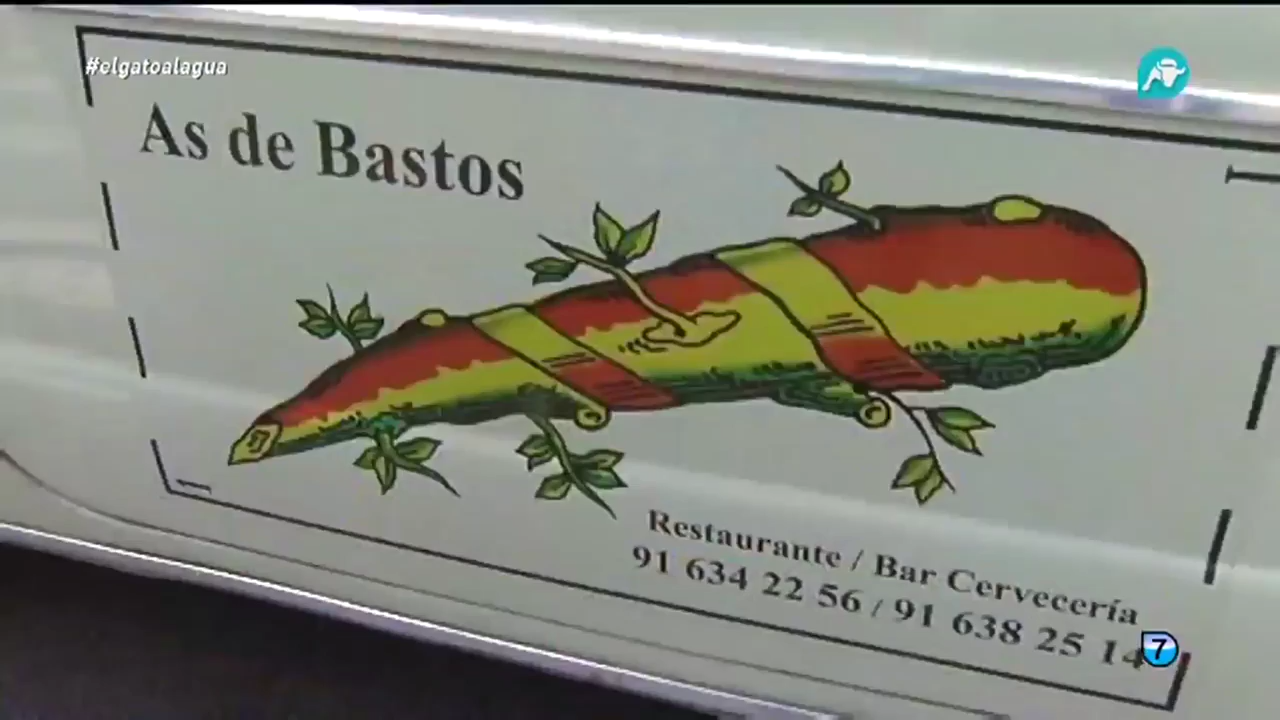 #elgatoalagua
As de Bastos
Restaurante / Bar Cervecería
91 634 22 56 / 91 638 25 14
7